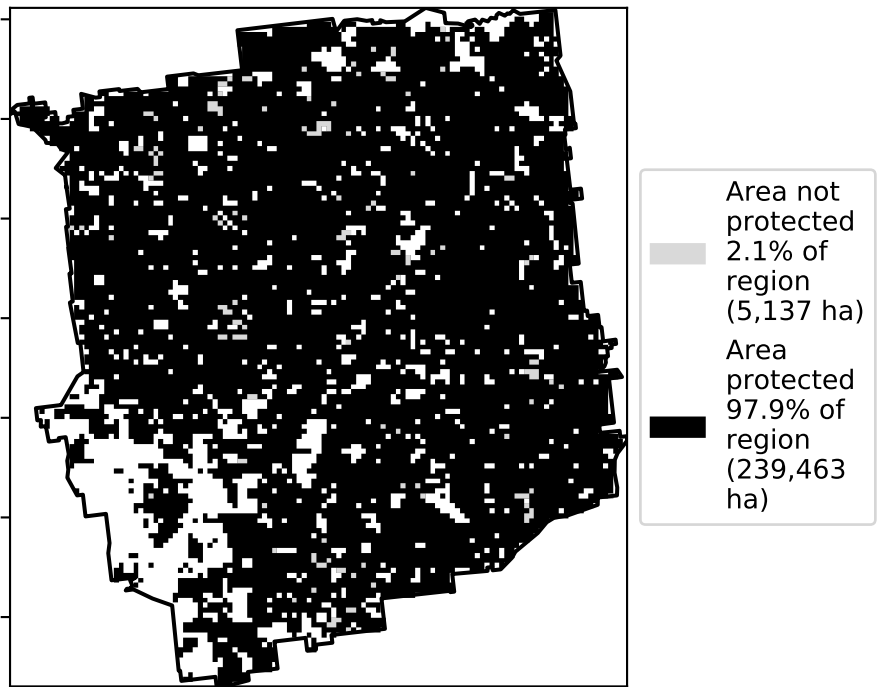 Area not
protected
2.1% of
region
(5,137 ha)
Area
protected
97.9% of
region
(239,463
ha)